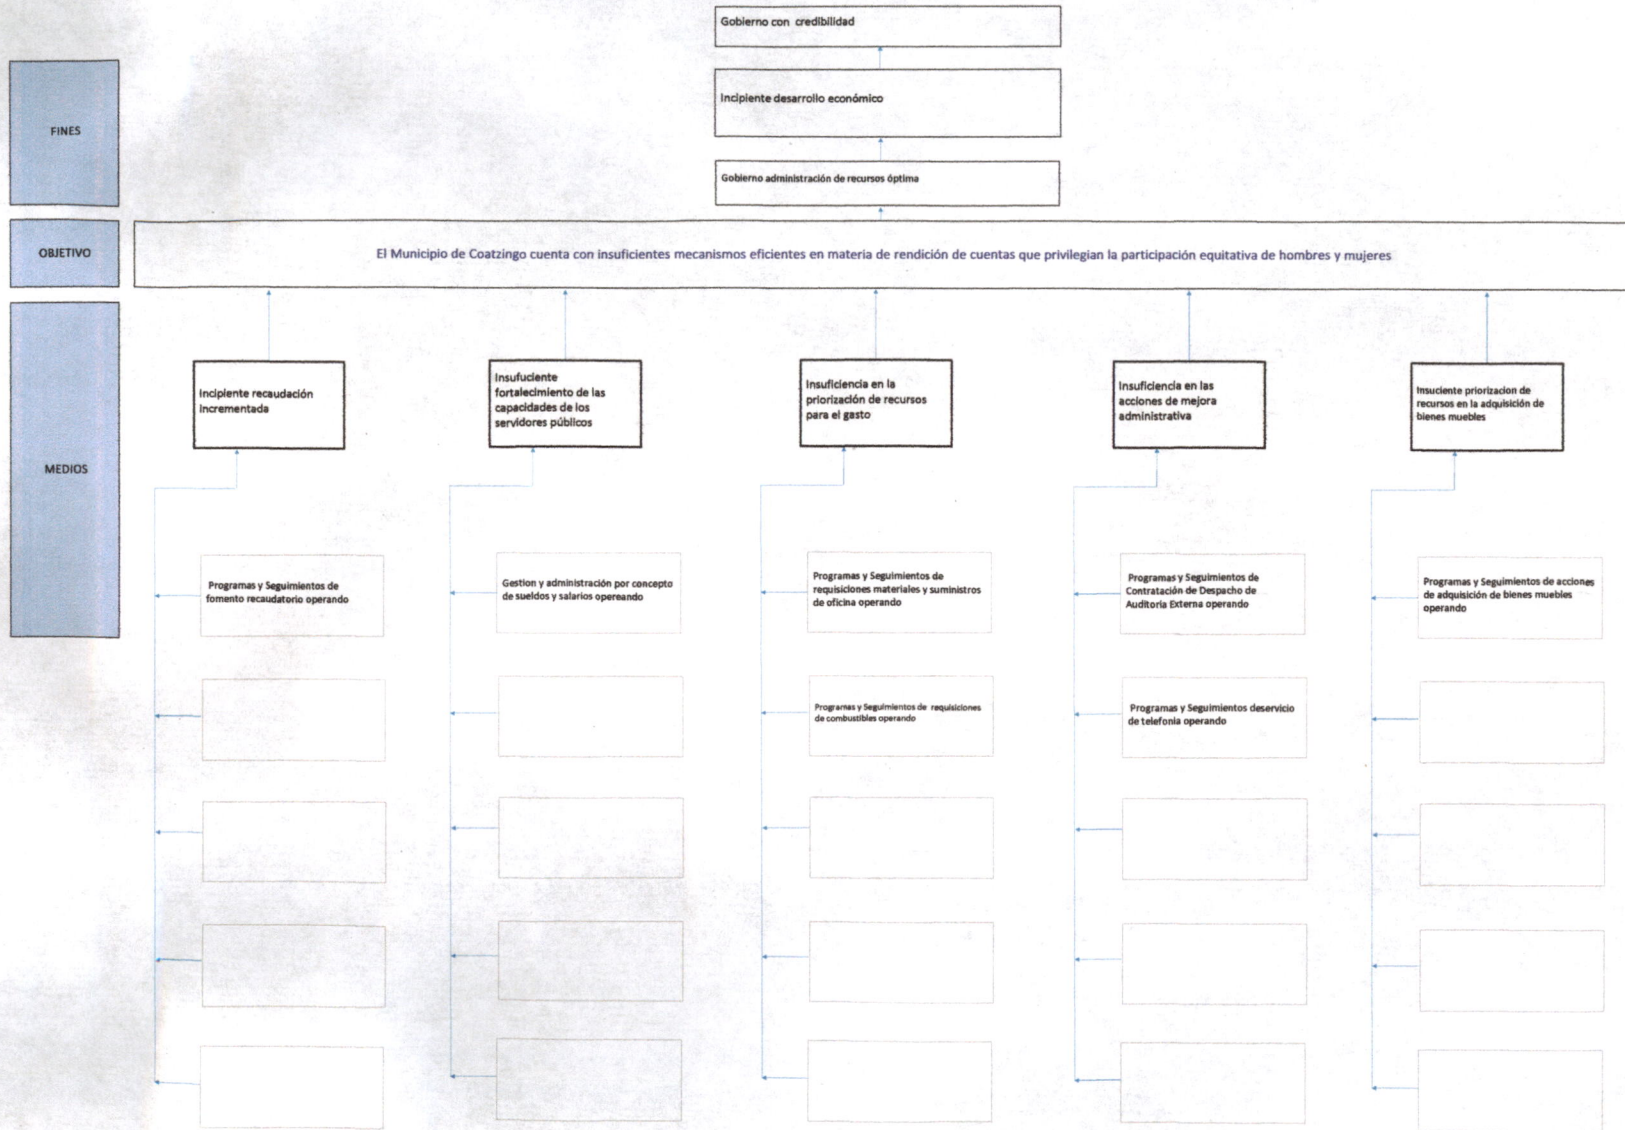 Gobierno con credibilidad
Incipiente desarrollo económico
FINES
Gobierno administración de recursos óptima
OBJETIVO
El Municipio de Coatzingo cuenta con insuficientes mecanismos eficientes en materia de rendición de cuentas que privilegian la participación equitativa de hombres y mujeres
MEDIOS
Incipiente recaudación
incrementada
Insufuciente
fortalecimiento de las
capacidades de los
servidores públicos
Insuficiencia en la
priorización de recursos
para el gasto
Insuficiencia en las
acciones de mejora
administrativa
Insuciente priorizacion de
recursos en la adquisición de
bienes muebles
Programas y Seguimientos de
fomento recaudatorio operando
Gestion y administración por concepto
de sueldos y salarios opereando
Programas y Seguimientos de
requisiciones materiales y suministros
de oficina operando
Programas y Seguimientos de
Contratación de Despacho de
Auditoria Externa operando
Programas y Seguimientos de acciones
de adquisición de bienes muebles
operando
Programas y Seguimientos de requisiciones
de combustibles operando
Programas y Seguimientos deservicio
de telefonia operando